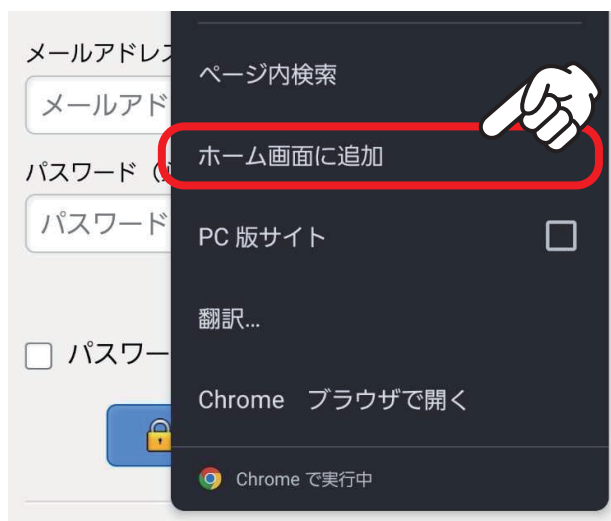 メールアドレス
メールアド
パスワード
パスワード
パスワー
ページ内検索
ホーム画面に追加
PC 版サイト
翻訳...
Chrome ブラウザで開く
Chrome で実行中